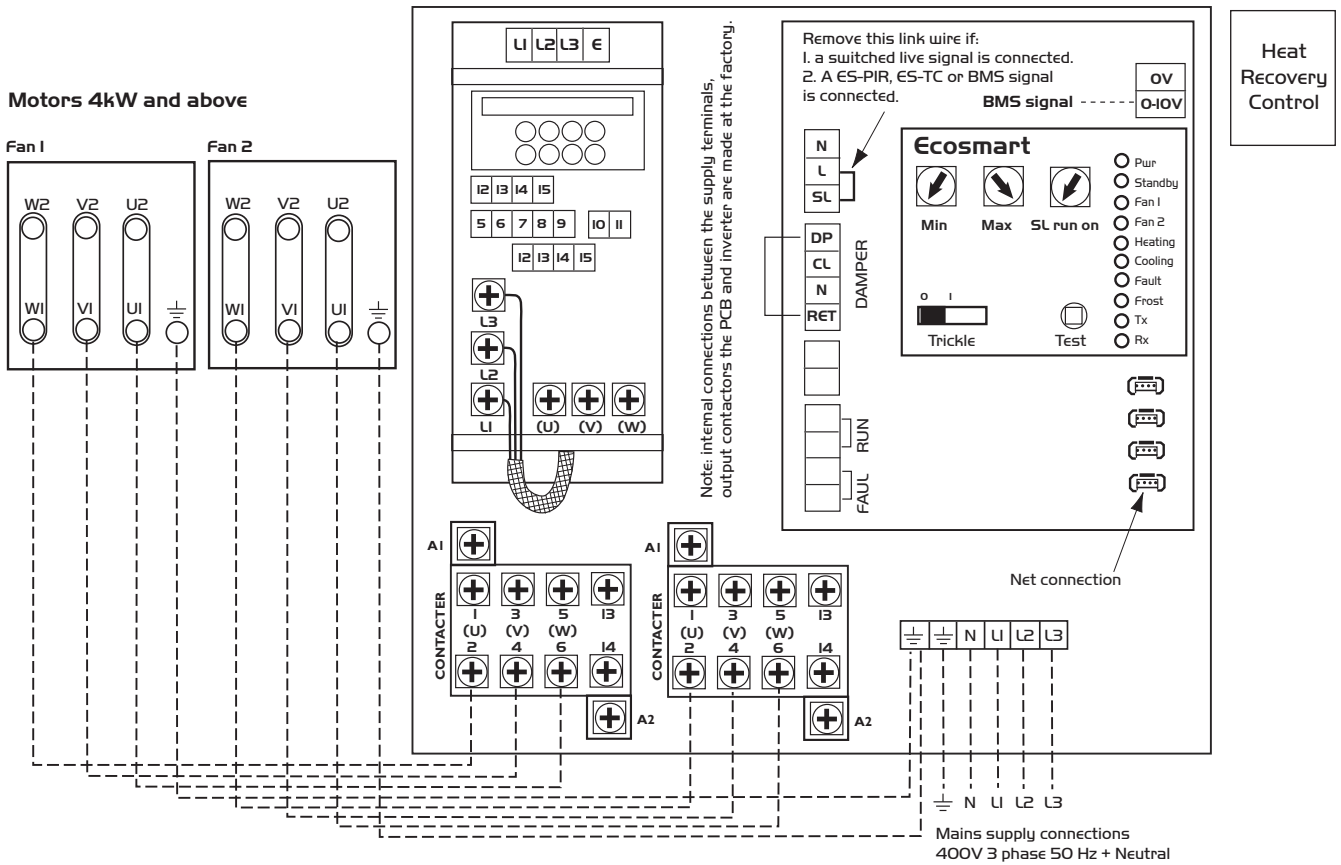 Motors 4kW and above
Fan 1
Fan 2
W2 V2 U2
W1 V1 U1
W2 V2 U2
W1 V1 U1
L1 L2 L3 E
12 13 14 15
5 6 7 8 9
10 11
12 13 14 15
L3
L2
L1
(U) (V) (W)
Note: internal connections between the supply terminals,
output contactors the PCB and inverter are made at the factory.
Remove this link wire if:
1. a switched live signal is connected.
2. A ES-PIR, ES-TC or BMS signal
is connected.
BMS signal
0V
0-10V
Heat
Recovery
Control
N
L
SL
DP
CL
N
RET
DAMPER
RUN
FAUL
Ecosmart
Min Max SL run on
Pwr
Standby
Fan 1
Fan 2
Heating
Cooling
Fault
Frost
Tx
Rx
0 1
Trickle
Test
Net connection
A1
CONTACTER
1 3 5 13
(U) (V) (W)
2 4 6 14
A2
A1
CONTACTER
1 3 5 13
(U) (V) (W)
2 4 6 14
A2
N L1 L2 L3
N L1 L2 L3
Mains supply connections
400V 3 phase 50 Hz + Neutral